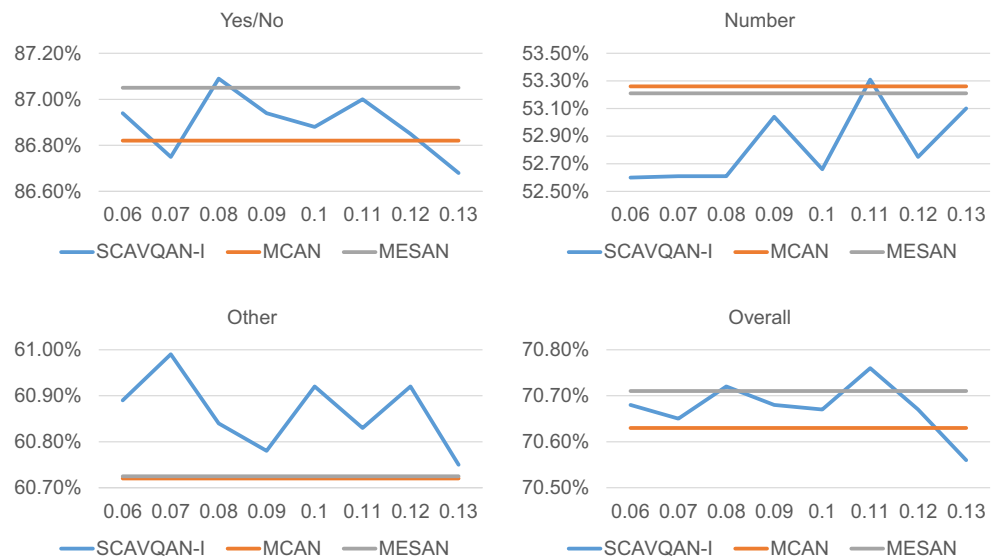 Yes/No
87.20%
87.00%
86.80%
86.60%
0.06 0.07 0.08 0.09 0.1 0.11 0.12 0.13
SCAVQAN-I MCAN MESAN
Number
53.50%
53.30%
53.10%
52.90%
52.70%
52.50%
0.06 0.07 0.08 0.09 0.1 0.11 0.12 0.13
SCAVQAN-I MCAN MESAN
Other
61.00%
60.90%
60.80%
60.70%
0.06 0.07 0.08 0.09 0.1 0.11 0.12 0.13
SCAVQAN-I MCAN MESAN
Overall
70.80%
70.70%
70.60%
70.50%
0.06 0.07 0.08 0.09 0.1 0.11 0.12 0.13
SCAVQAN-I MCAN MESAN